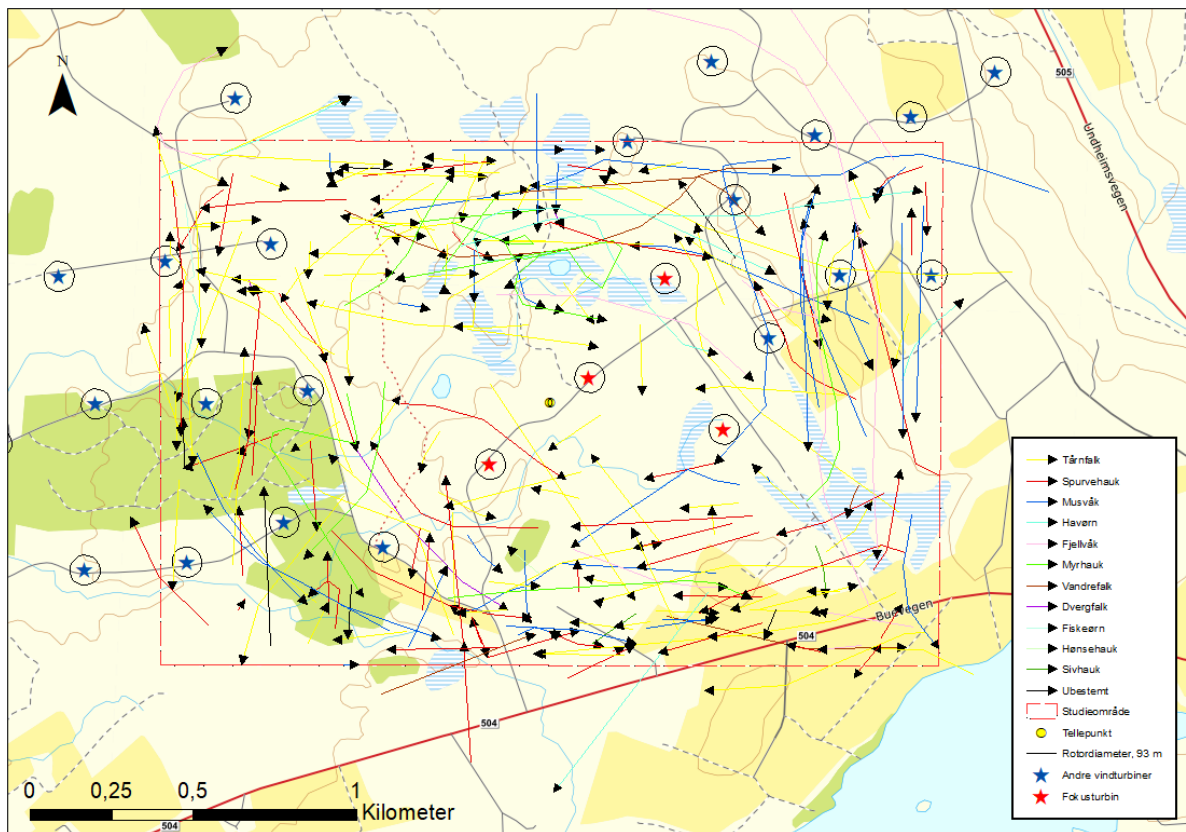 N
505
Undheimsvegen
Buevegen
504
504
504
0 0,25 0,5 1
Kilometer
Tårnfalk
Spurvehauk
Musvåk
Havørn
Fjellvåk
Myrhauk
Vandrefalk
Dvergfalk
Fiskeørn
Hønsehauk
Sivhauk
Ubestemt
Studieområde
Tellepunkt
Rotordiameter, 93 m
Andre vindturbiner
Fokusturbin